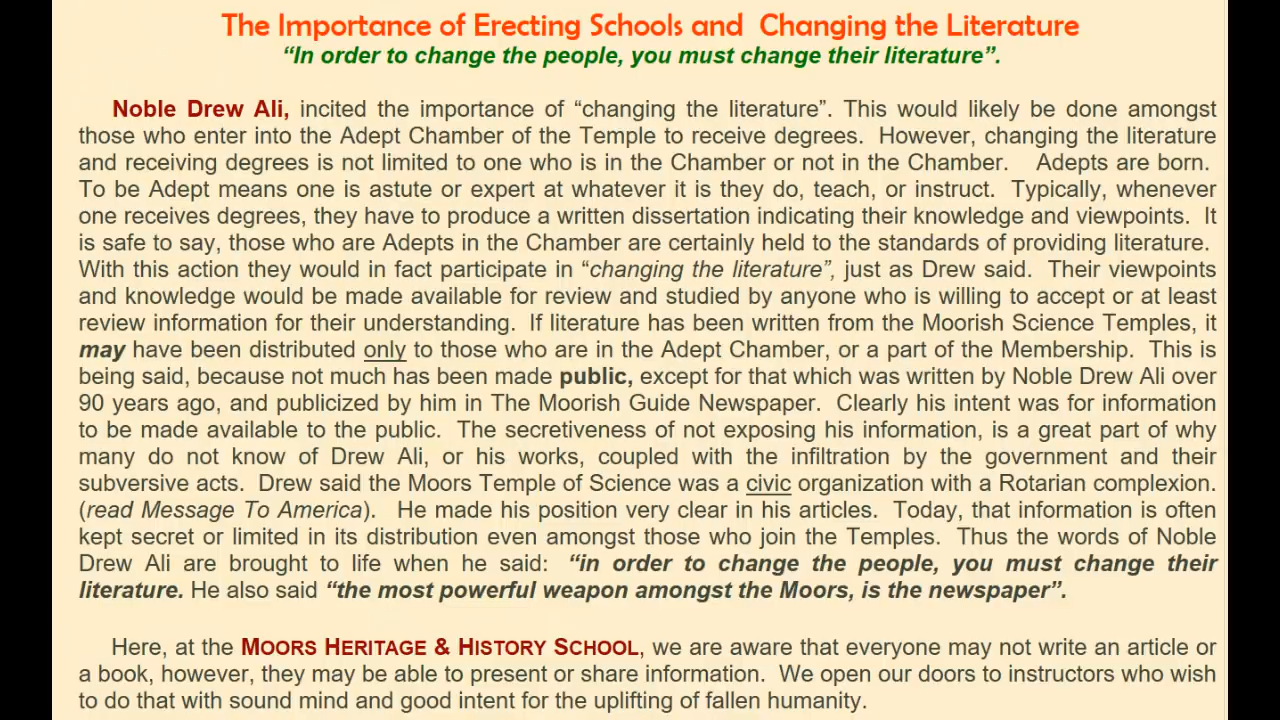 The Importance of Erecting Schools and  Changing the Literature
“In order to change the people, you must change their literature”.
Noble Drew Ali, incited the importance of “changing the literature”. This would likely be done amongst
those who enter into the Adept Chamber of the Temple to receive degrees.  However, changing the literature
and receiving degrees is not limited to one who is in the Chamber or not in the Chamber.    Adepts are born.
To be Adept means one is astute or expert at whatever it is they do, teach, or instruct.  Typically, whenever
one receives degrees, they have to produce a written dissertation indicating their knowledge and viewpoints.  It
is safe to say, those who are Adepts in the Chamber are certainly held to the standards of providing literature.
With this action they would in fact participate in “changing the literature”, just as Drew said.  Their viewpoints
and knowledge would be made available for review and studied by anyone who is willing to accept or at least
review information for their understanding.  If literature has been written from the Moorish Science Temples, it
may have been distributed only to those who are in the Adept Chamber, or a part of the Membership.  This is
being said, because not much has been made public, except for that which was written by Noble Drew Ali over
90 years ago, and publicized by him in The Moorish Guide Newspaper.  Clearly his intent was for information
to be made available to the public.  The secretiveness of not exposing his information, is a great part of why
many do not know of Drew Ali, or his works, coupled with the infiltration by the government and their
subversive acts.  Drew said the Moors Temple of Science was a civic organization with a Rotarian complexion.
(read Message To America).   He made his position very clear in his articles.  Today, that information is often
kept secret or limited in its distribution even amongst those who join the Temples.  Thus the words of Noble
Drew Ali are brought to life when he said:  “in order to change the people, you must change their
literature. He also said “the most powerful weapon amongst the Moors, is the newspaper”.
Here, at the MOORS HERITAGE & HISTORY SCHOOL, we are aware that everyone may not write an article or
a book, however, they may be able to present or share information.  We open our doors to instructors who wish
to do that with sound mind and good intent for the uplifting of fallen humanity.